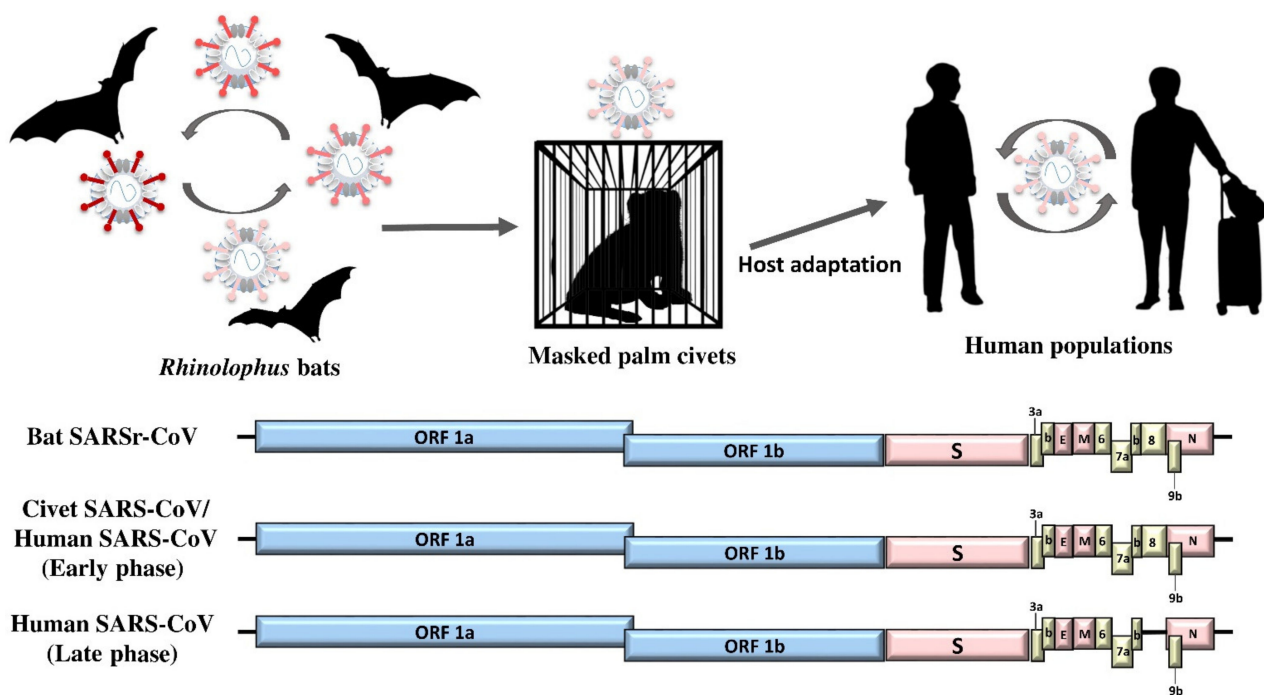 Host adaptation
Rhinolophus bats
Masked palm civets
Human populations
Bat SARSr-CoV
ORF 1a
ORF 1b
S
3a
b
E
M
6
7a
b
8
9b
N
Civet SARS-CoV/
Human SARS-CoV
(Early phase)
ORF 1a
ORF 1b
S
3a
b
E
M
6
7a
b
8
9b
N
Human SARS-CoV
(Late phase)
ORF 1a
ORF 1b
S
3a
b
E
M
6
7a
b
9b
N